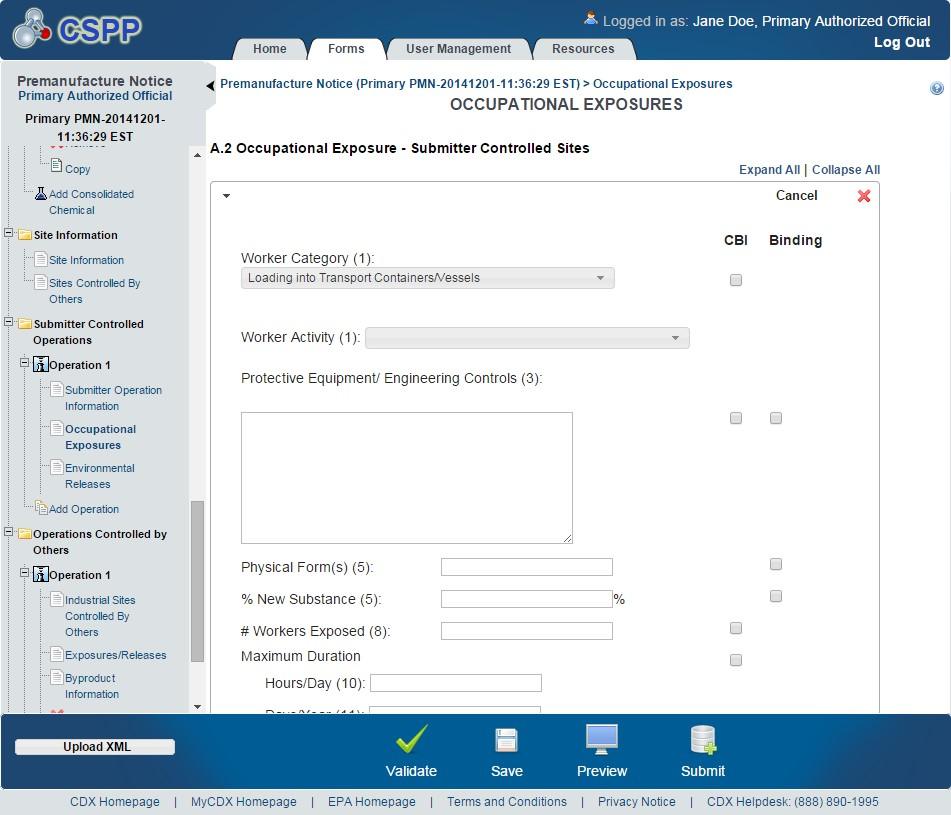 CSPP
Logged in as: Jane Doe, Primary Authorized Official
Log Out
Home
Forms
User Management
Resources
Premanufacture Notice
Primary Authorized Official
Primary PMN-20141201-
11:36:29 EST
Copy
Add Consolidated
Chemical
Site Information
Site Information
Sites Controlled By
Others
Submitter Controlled
Operations
Operation 1
Submitter Operation
Information
Occupational
Exposures
Environmental
Releases
Add Operation
Operations Controlled by
Others
Operation 1
Industrial Sites
Controlled By
Others
Exposures/Releases
Byproduct
Information
Premanufacture Notice (Primary PMN-20141201-11:36:29 EST) > Occupational Exposures
OCCUPATIONAL EXPOSURES
A.2 Occupational Exposure - Submitter Controlled Sites
Expand All | Collapse All
Cancel
CBI Binding
Worker Category (1):
Loading into Transport Containers/Vessels
Worker Activity (1):
Protective Equipment/ Engineering Controls (3):
Physical Form(s) (5):
% New Substance (5): %
# Workers Exposed (8):
Maximum Duration
Hours/Day (10):
Days/Year (11):
Upload XML
Validate
Save
Preview
Submit
CDX Homepage | MyCDX Homepage | EPA Homepage | Terms and Conditions | Privacy Notice | CDX Helpdesk: (888) 890-1995